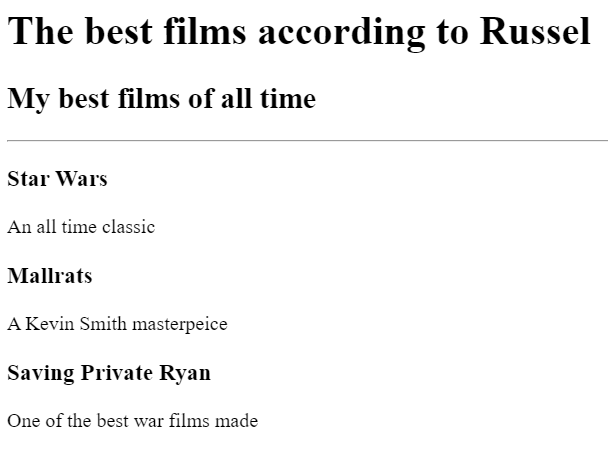 The best films according to Russel
My best films of all time
Star Wars
An all time classic
Mallrats
A Kevin Smith masterpeice
Saving Private Ryan
One of the best war films made